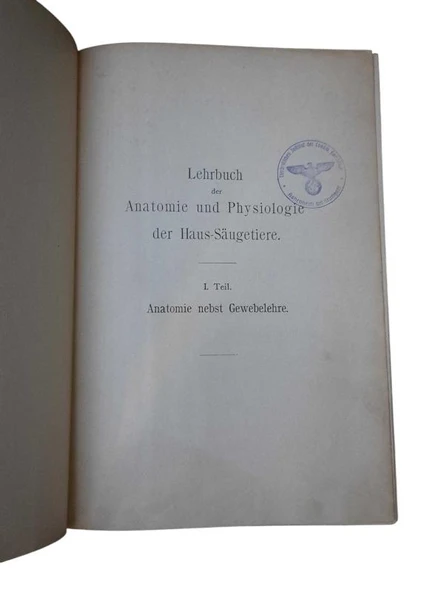 Lehrbuch
der
Anatomie und Physiologie
der Haus-Säugetiere.
I. Teil.
Anatomie nebst Gewebelehre.